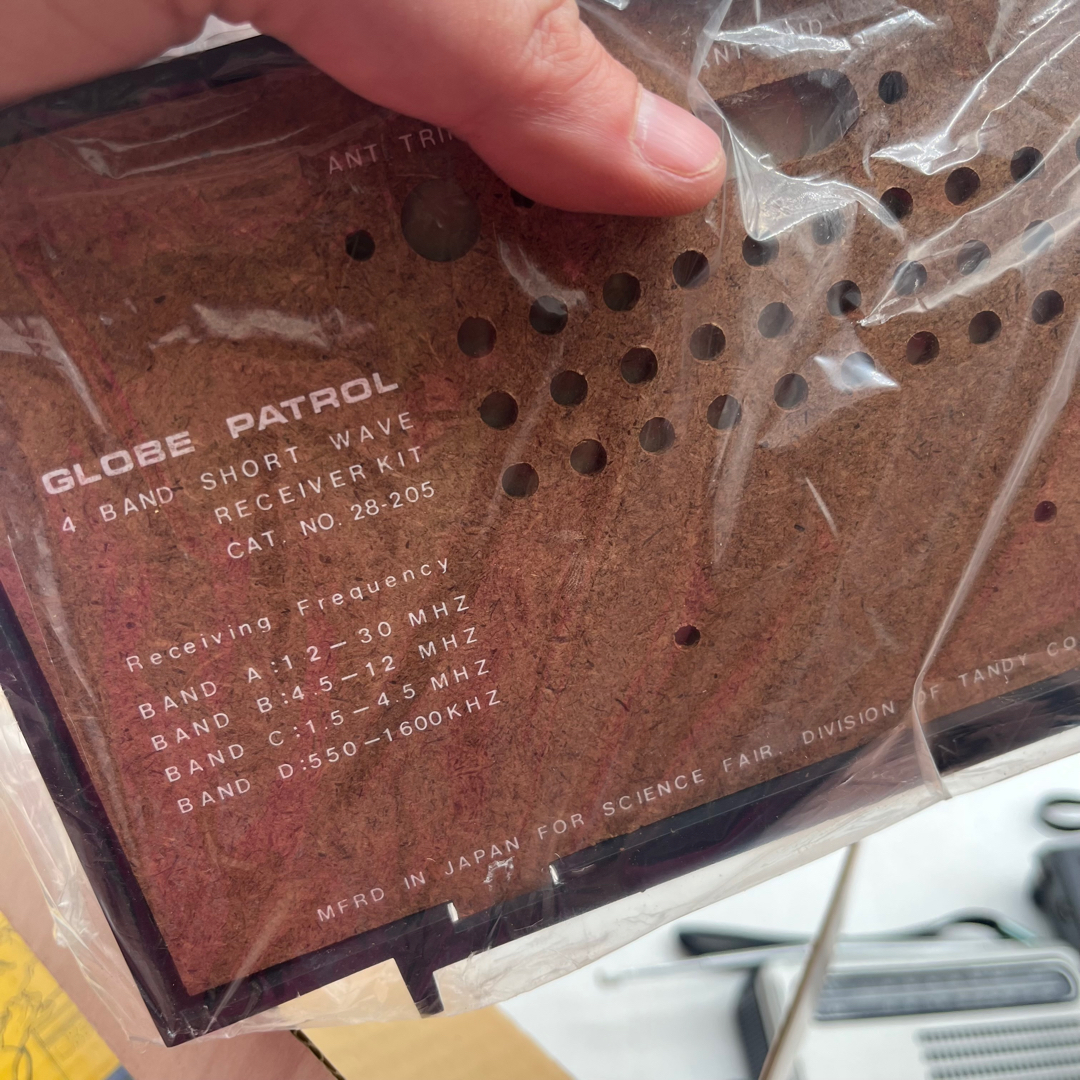 ANT
GLOBE PATROL
4 BAND SHORT WAVE
RECEIVER KIT
CAT. NO. 28-205
Receiving Frequency
BAND A:12-30 MHZ
BAND B:4.5-12 MHZ
BAND C:1.5-4.5 MHZ
BAND D:550-1600KHZ
MFRD IN JAPAN FOR SCIENCE FAIR, DIVISION OF TANDY CO